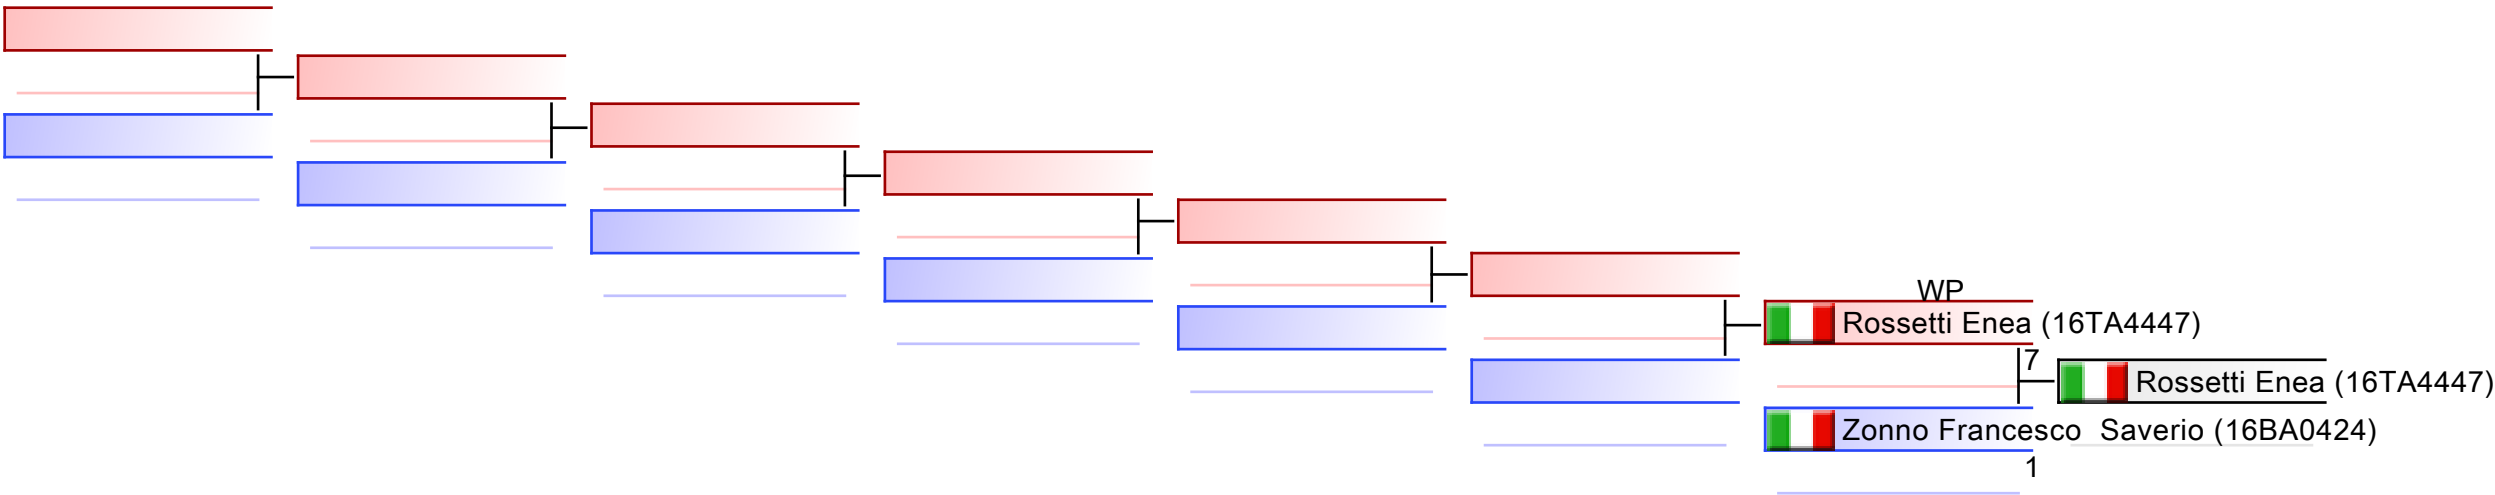 WP
Rossetti Enea (16TA4447)
7
Rossetti Enea (16TA4447)
Zonno Francesco  Saverio (16BA0424)
1